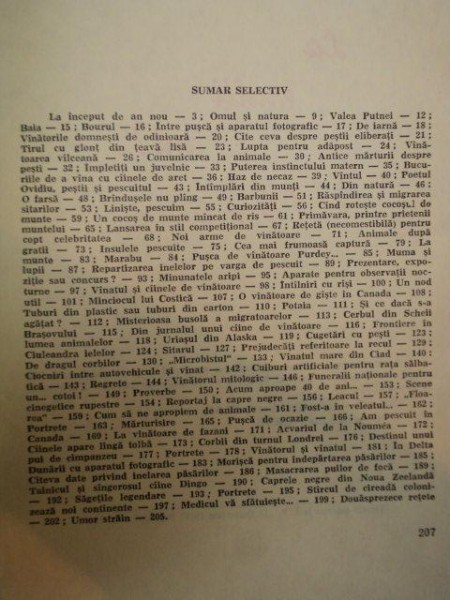 SUMAR SELECTIV
La început de an nou — 3 ; Omul și natura — 9 ; Valea Putnei — 12 ;
Baia — 15 ; Bourul — 16 ; Între pușcă și aparatul fotografic — 17 ; De iarnă — 18 ;
Vînătorile domnești de odinioară — 20 ; Cîte ceva despre peștii eliberați — 21 ;
Tirul cu glonț din țeavă lisă — 23 ; Lupta pentru adăpost — 24 ; Vînă-
toarea vîlceană — 26 ; Comunicarea la animale — 30 ; Antice mărturii despre
pești — 32 ; Împletiți un juvelnic — 33 ; Puterea instinctului matern — 35 ; Bucu-
riile de a vîna cu cîinele de aret — 36 ; Haz de necaz — 39 ; Vîntul — 40 ; Poetul
Ovidiu, peștii și pescuitul — 43 ; Întîmplări din munți — 44 ; Din natură — 46 ;
O farsă — 48 ; Brîndușele nu plîng — 49 ; Barbunii — 51 ; Răspîndirea și migrarea
sitarilor — 53 ; Liniște, pescuim — 55 ; Curiozități — 56 ; Cînd rotește cocoșul de
munte — 59 ; Un cocoș de munte mîncat de rîs — 61 ; Primăvara, printre prietenii
muntelui — 65 ; Lansarea în stil competițional — 67 ; Rețetă (necomestibilă) pentru
copt celebritatea — 68 ; Noi arme de vînătoare — 71 ; Animale după
gratii — 73 ; Insulele pescuite — 75 ; Cea mai frumoasă captură — 79 ; La
munte — 83 ; Marabu — 84 ; Pușca de vînătoare Purdey.. — 85 ; Muma și
lupii — 87 ; Repartizarea inelelor pe varga de pescuit — 89 ; Prezentare, expo-
ziție sau concurs ? — 93 ; Minunatele aripi — 95 ; Aparate pentru observații noc-
turne — 97 ; Vînatul și cîinele de vînătoare — 98 ; Întîlniri cu rîși — 100 ; Un nod
util — 101 ; Minciocul lui Costică — 107 ; O vînătoare de gîște în Canada — 108 ;
Tuburi din plastic sau tuburi din carton — 110 ; Potaia — 111 ; Și ce dacă s-a
agățat ? — 112 ; Misterioasa busolă a migratoarelor — 113 ; Cerbul din Scheii
Brașovului — 115 ; Din jurnalul unui cîine de vînătoare — 116 ; Frontiere în
lumea animalelor — 118 ; Uriașul din Alaska — 119 ; Cugetări cu pești — 123 ;
Ciuleandra ielelor — 124 ; Sitarul — 127 ; Prejudecăți referitoare la recul — 129 ;
De dragul corbilor — 130 ; „Microbistul" — 133 ; Vînatul mare din Ciad — 140 ;
Ciocniri între autovehicule și vînat — 142 ; Cuiburi artificiale pentru rața sălba-
tică — 143 ; Regrete — 144 ; Vînătorul mitologic — 146 ; Funeralii naționale pentru
un... cotoi ! — 149 ; Proverbe — 150 ; Acum aproape 40 de ani... — 153 ; Scene
cinegetice rupestre — 154 ; Reportaj la capre negre — 156 ; Leacul — 157 ; „Floa-
rea" — 159 ; Cum să ne apropiem de animale — 161 ; Post-a în veleatul... — 162 ;
Portrete — 163 ; Mărturisire — 165 ; Pușcă de ocazie — 166 ; Am pescuit în
Canada — 169 ; La vînătoare de fazani — 171 ; Acvariul de la Nouméa — 172 ;
Cîinele apare lîngă tolbă — 173 ; Corbii din turnul Londrei — 176 ; Destinul unui
pui de cimpanzeu — 177 ; Portrete — 178 ; Vînătorul și vînatul — 181 ; În Delta
Dunării cu aparatul fotografic — 183 ; Morișcă pentru îndepărtarea păsărilor — 185 ;
Cîteva date privind inelarea păsărilor — 186 ; Masacrarea puilor de focă — 189 ;
Tainicul și sîngerosul cîine Dingo — 190 ; Caprele negre din Noua Zeelandă
— 192 ; Săgețile legendare — 193 ; Portrete — 195 ; Stîrcul de cireadă coloni-
zează noi continente — 197 ; Medicul vă sfătuiește... — 199 ; Douăsprezece rețete
— 202 ; Umor străin — 205.
207